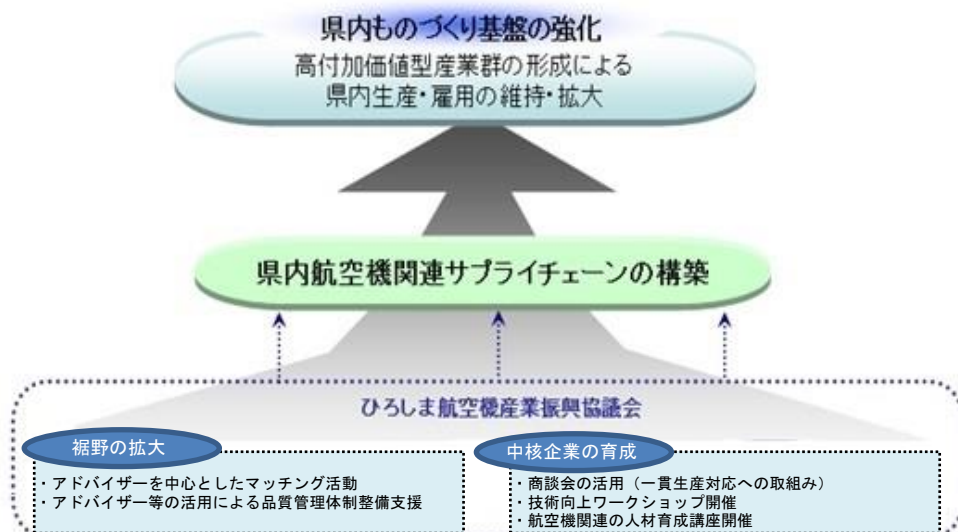 県内ものづくり基盤の強化
高付加価値型産業群の形成による
県内生産・雇用の維持・拡大
県内航空機関連サプライチェーンの構築
ひろしま航空機産業振興協議会
裾野の拡大
・アドバイザーを中心としたマッチング活動
・アドバイザー等の活用による品質管理体制整備支援
中核企業の育成
・商談会の活用（一貫生産対応への取組み）
・技術向上ワークショップ開催
・航空機関連の人材育成講座開催